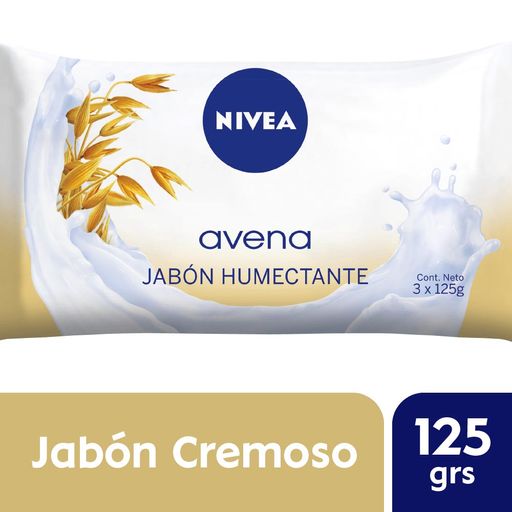 NIVEA
avena
JABÓN HUMECTANTE
Cont. Neto
3 x 125g
Jabón Cremoso
125
grs